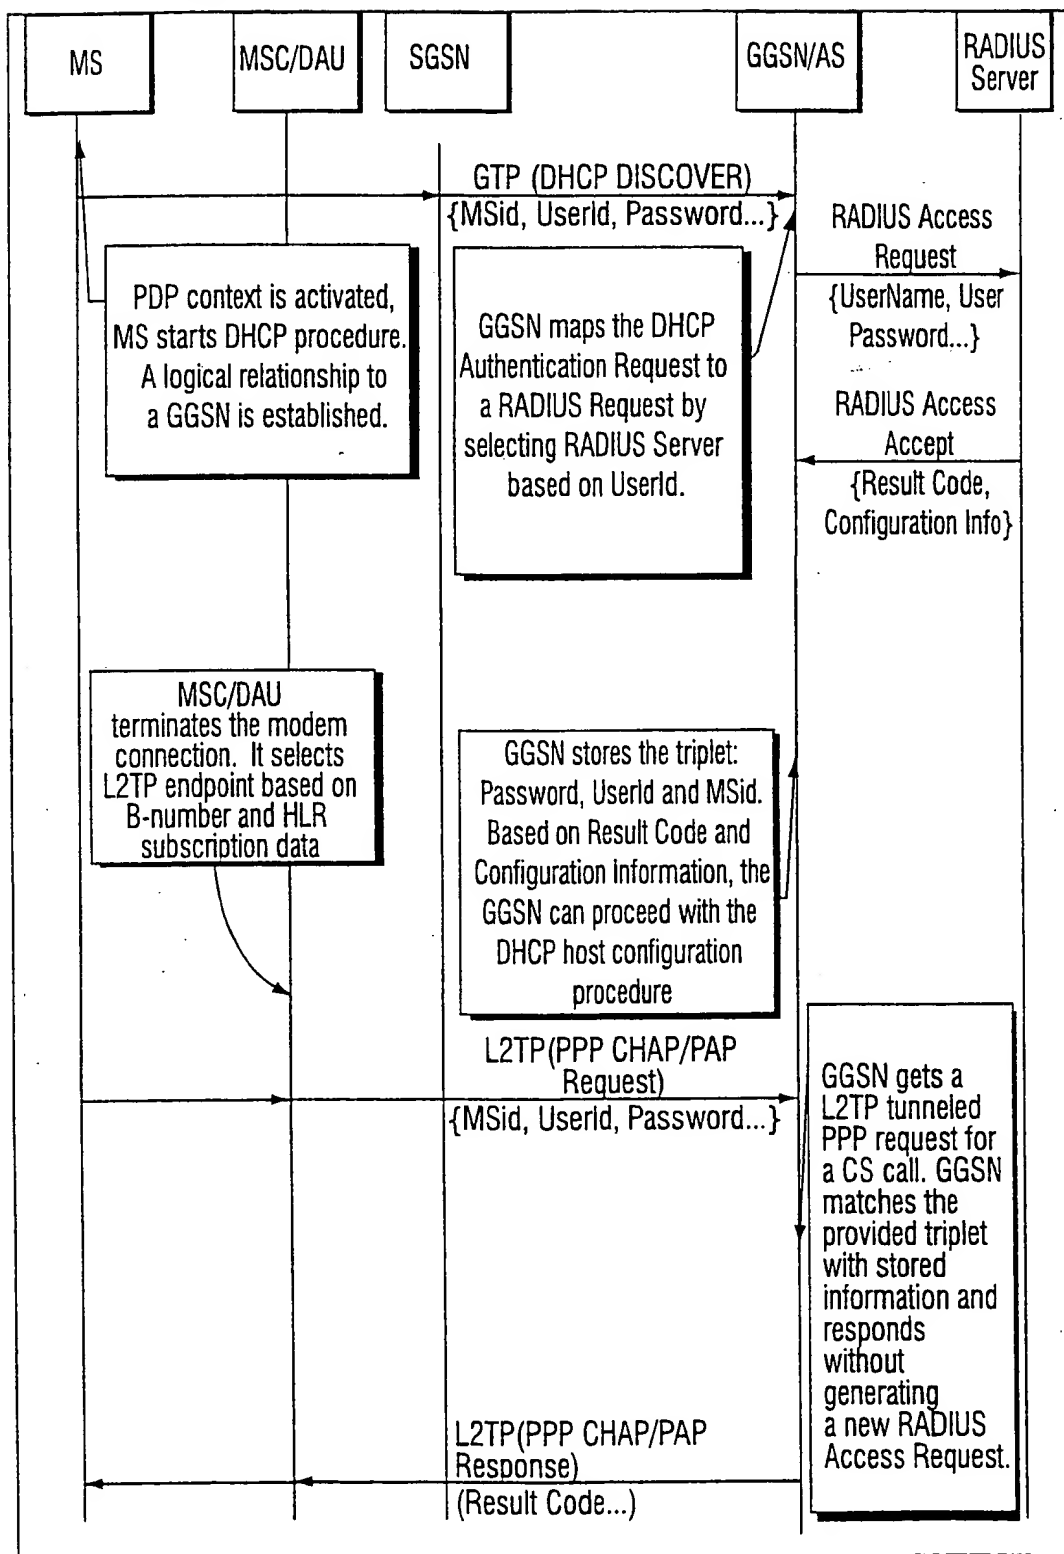 MS
MSC/DAU
SGSN
GGSN/AS
RADIUS
Server
GTP (DHCP DISCOVER)
{MSid, UserId, Password...}
RADIUS Access
Request
{UserName, User
Password...}
PDP context is activated,
MS starts DHCP procedure.
A logical relationship to
a GGSN is established.
GGSN maps the DHCP
Authentication Request to
a RADIUS Request by
selecting RADIUS Server
based on UserId.
RADIUS Access
Accept
{Result Code,
Configuration Info}
MSC/DAU
terminates the modem
connection. It selects
L2TP endpoint based on
B-number and HLR
subscription data
GGSN stores the triplet:
Password, UserId and MSid.
Based on Result Code and
Configuration Information, the
GGSN can proceed with the
DHCP host configuration
procedure
L2TP(PPP CHAP/PAP
Request)
{MSid, UserId, Password...}
GGSN gets a
L2TP tunneled
PPP request for
a CS call. GGSN
matches the
provided triplet
with stored
information and
responds
without
generating
a new RADIUS
Access Request.
L2TP(PPP CHAP/PAP
Response)
(Result Code...)